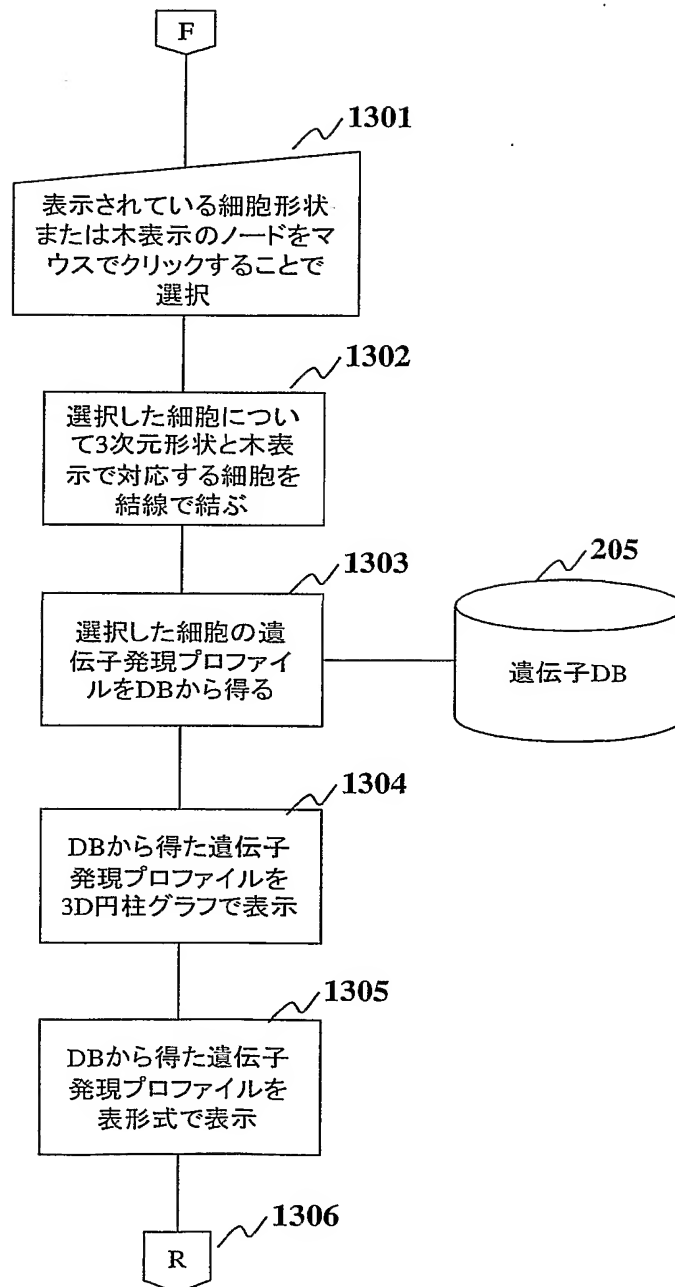 F
1301
表示されている細胞形状
または木表示のノードをマ
ウスでクリックすることで
選択
1302
選択した細胞につい
て3次元形状と木表
示で対応する細胞を
結線で結ぶ
1303
選択した細胞の遺
伝子発現プロファイ
ルをDBから得る
205
遺伝子DB
1304
DBから得た遺伝子
発現プロファイルを
3D円柱グラフで表示
1305
DBから得た遺伝子
発現プロファイルを
表形式で表示
1306
R